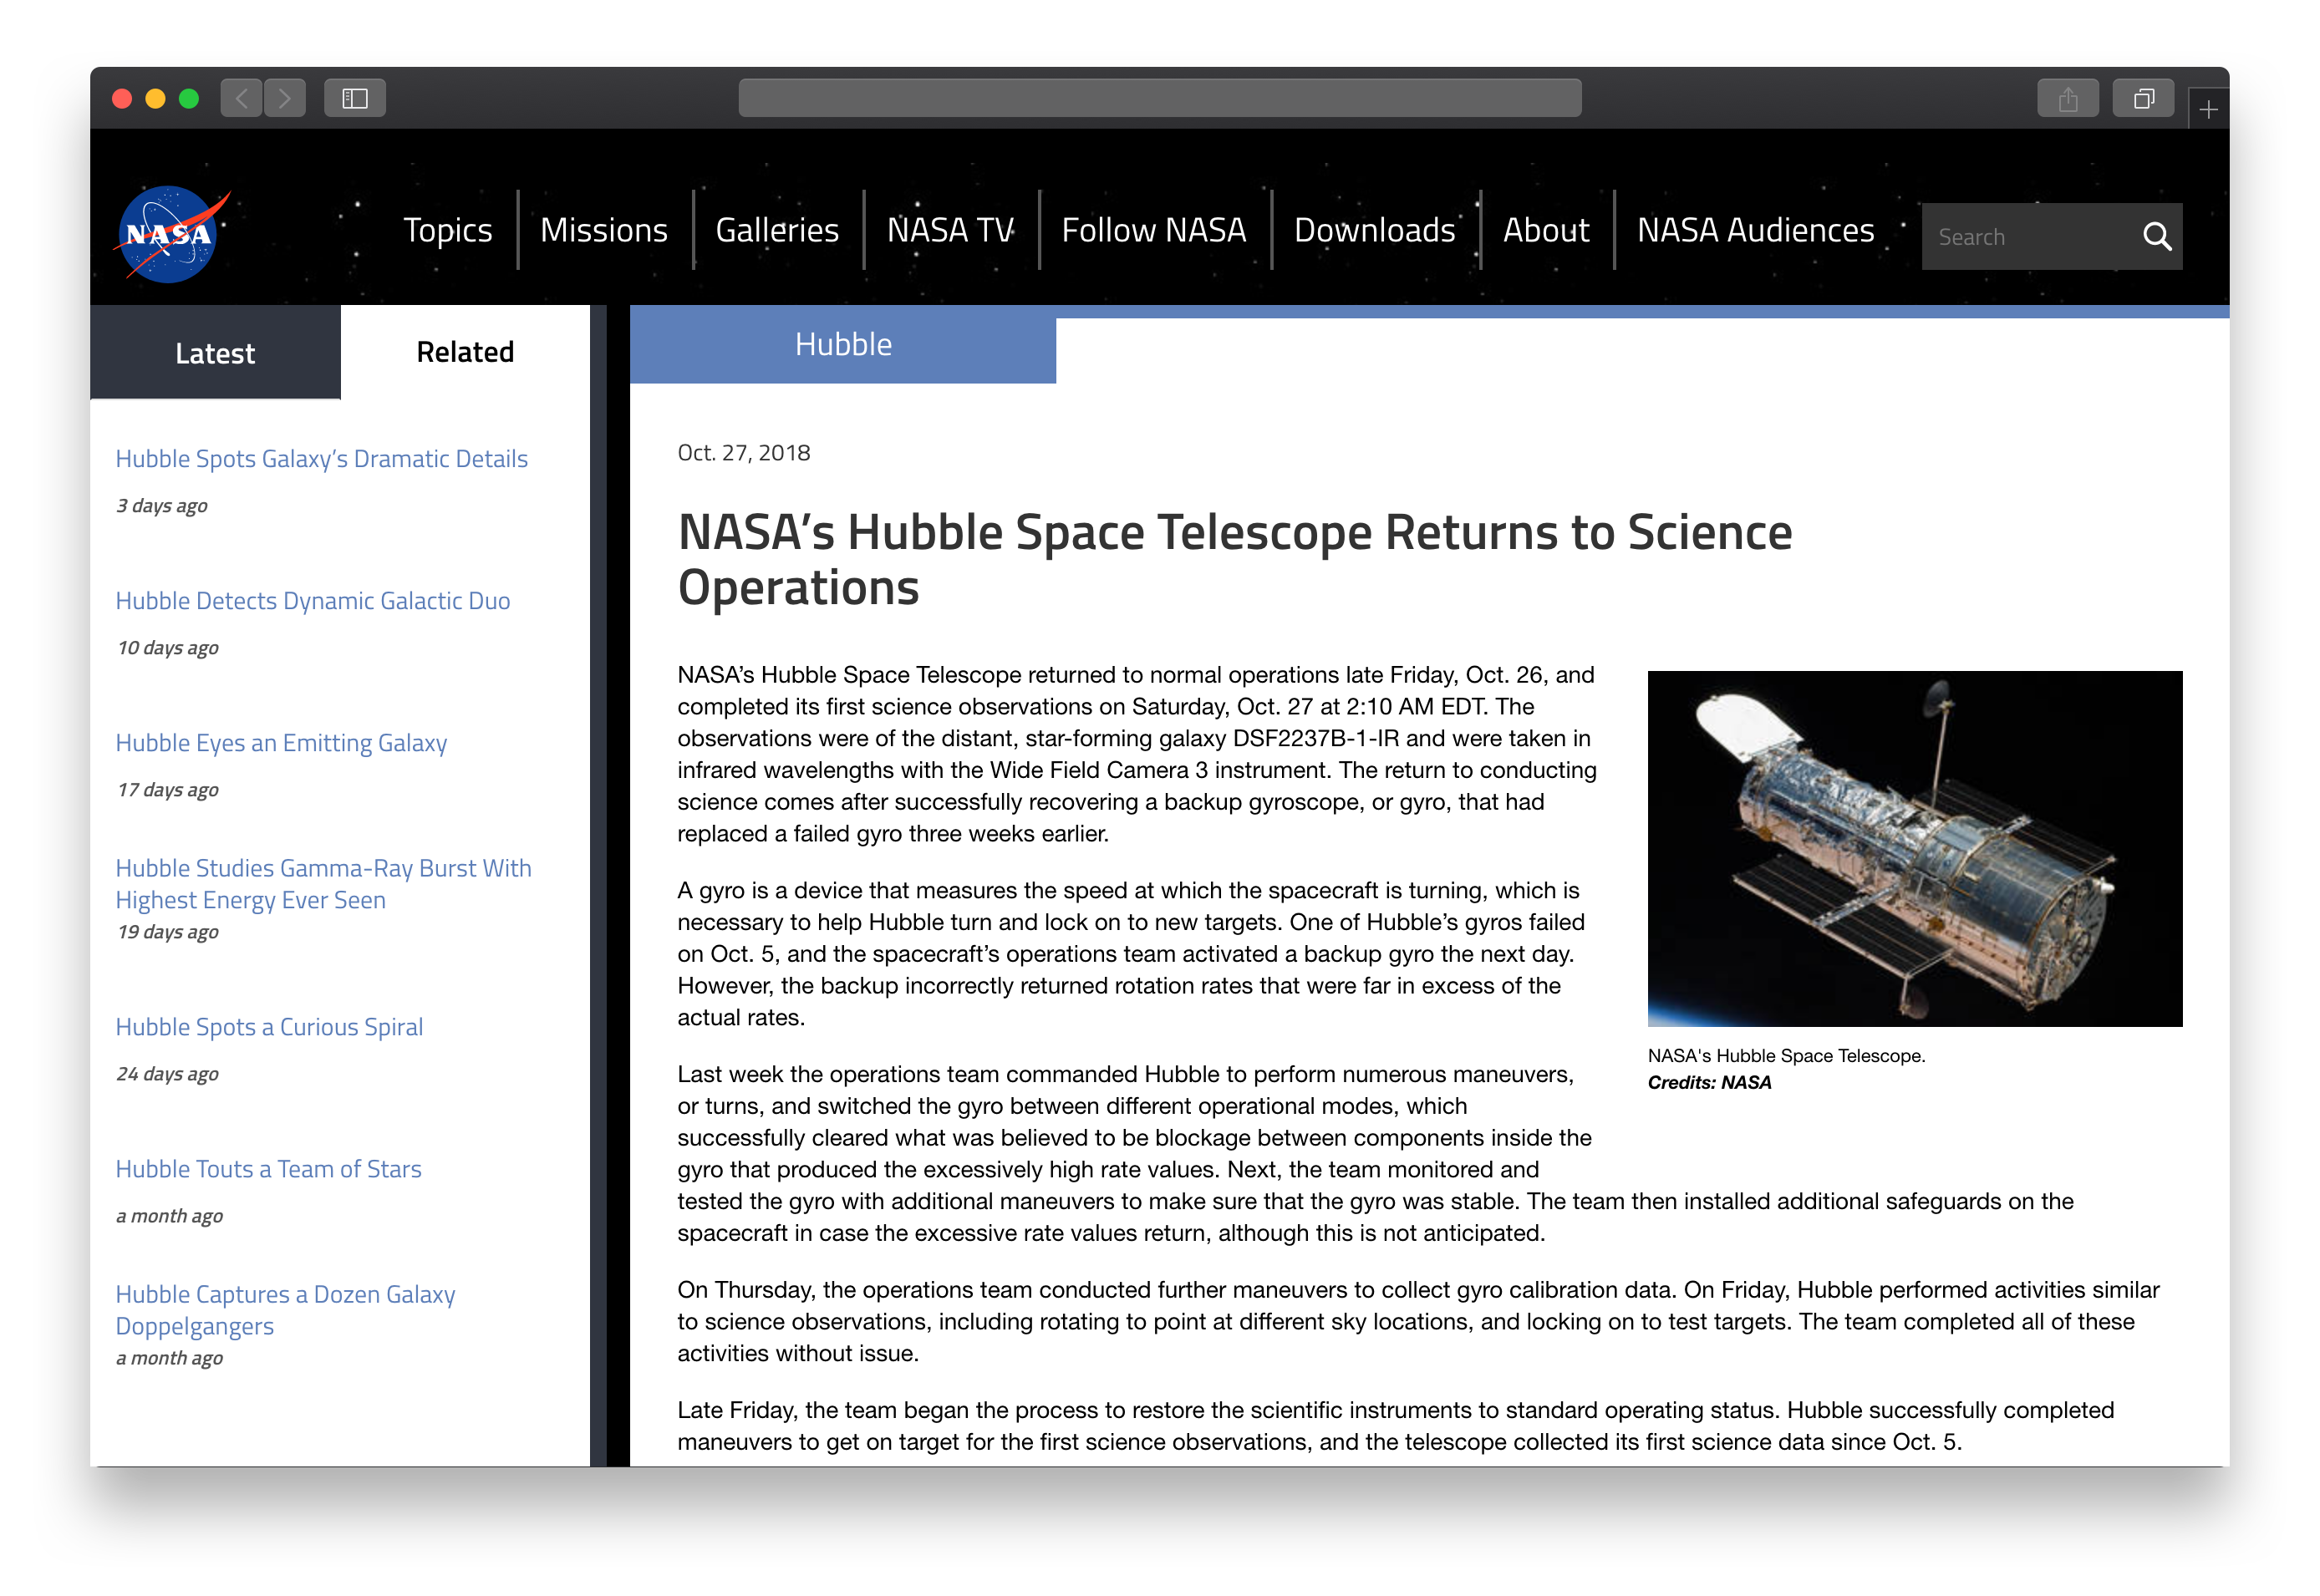 NASA
Topics
Missions
Galleries
NASA TV
Follow NASA
Downloads
About
NASA Audiences
Search
Latest
Related
Hubble Spots Galaxy’s Dramatic Details
3 days ago
Hubble Detects Dynamic Galactic Duo
10 days ago
Hubble Eyes an Emitting Galaxy
17 days ago
Hubble Studies Gamma-Ray Burst With
Highest Energy Ever Seen
19 days ago
Hubble Spots a Curious Spiral
24 days ago
Hubble Touts a Team of Stars
a month ago
Hubble Captures a Dozen Galaxy
Doppelgangers
a month ago
Hubble
Oct. 27, 2018
NASA’s Hubble Space Telescope Returns to Science
Operations
NASA’s Hubble Space Telescope returned to normal operations late Friday, Oct. 26, and
completed its first science observations on Saturday, Oct. 27 at 2:10 AM EDT. The
observations were of the distant, star-forming galaxy DSF2237B-1-IR and were taken in
infrared wavelengths with the Wide Field Camera 3 instrument. The return to conducting
science comes after successfully recovering a backup gyroscope, or gyro, that had
replaced a failed gyro three weeks earlier.
A gyro is a device that measures the speed at which the spacecraft is turning, which is
necessary to help Hubble turn and lock on to new targets. One of Hubble’s gyros failed
on Oct. 5, and the spacecraft’s operations team activated a backup gyro the next day.
However, the backup incorrectly returned rotation rates that were far in excess of the
actual rates.
Last week the operations team commanded Hubble to perform numerous maneuvers,
or turns, and switched the gyro between different operational modes, which
successfully cleared what was believed to be blockage between components inside the
gyro that produced the excessively high rate values. Next, the team monitored and
tested the gyro with additional maneuvers to make sure that the gyro was stable. The team then installed additional safeguards on the
spacecraft in case the excessive rate values return, although this is not anticipated.
On Thursday, the operations team conducted further maneuvers to collect gyro calibration data. On Friday, Hubble performed activities similar
to science observations, including rotating to point at different sky locations, and locking on to test targets. The team completed all of these
activities without issue.
Late Friday, the team began the process to restore the scientific instruments to standard operating status. Hubble successfully completed
maneuvers to get on target for the first science observations, and the telescope collected its first science data since Oct. 5.
NASA's Hubble Space Telescope.
Credits: NASA